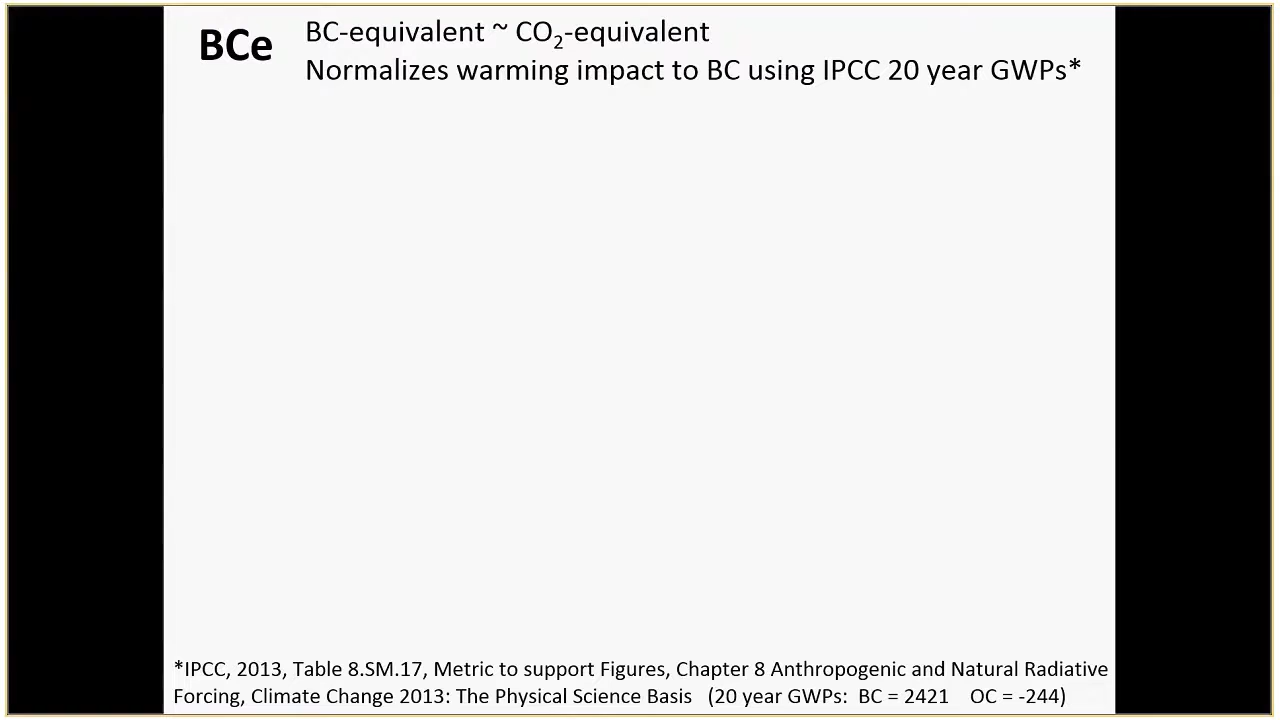 BCe
BC-equivalent ~ CO₂-equivalent
Normalizes warming impact to BC using IPCC 20 year GWPs*
*IPCC, 2013, Table 8.SM.17, Metric to support Figures, Chapter 8 Anthropogenic and Natural Radiative
Forcing, Climate Change 2013: The Physical Science Basis (20 year GWPs: BC = 2421 OC = -244)